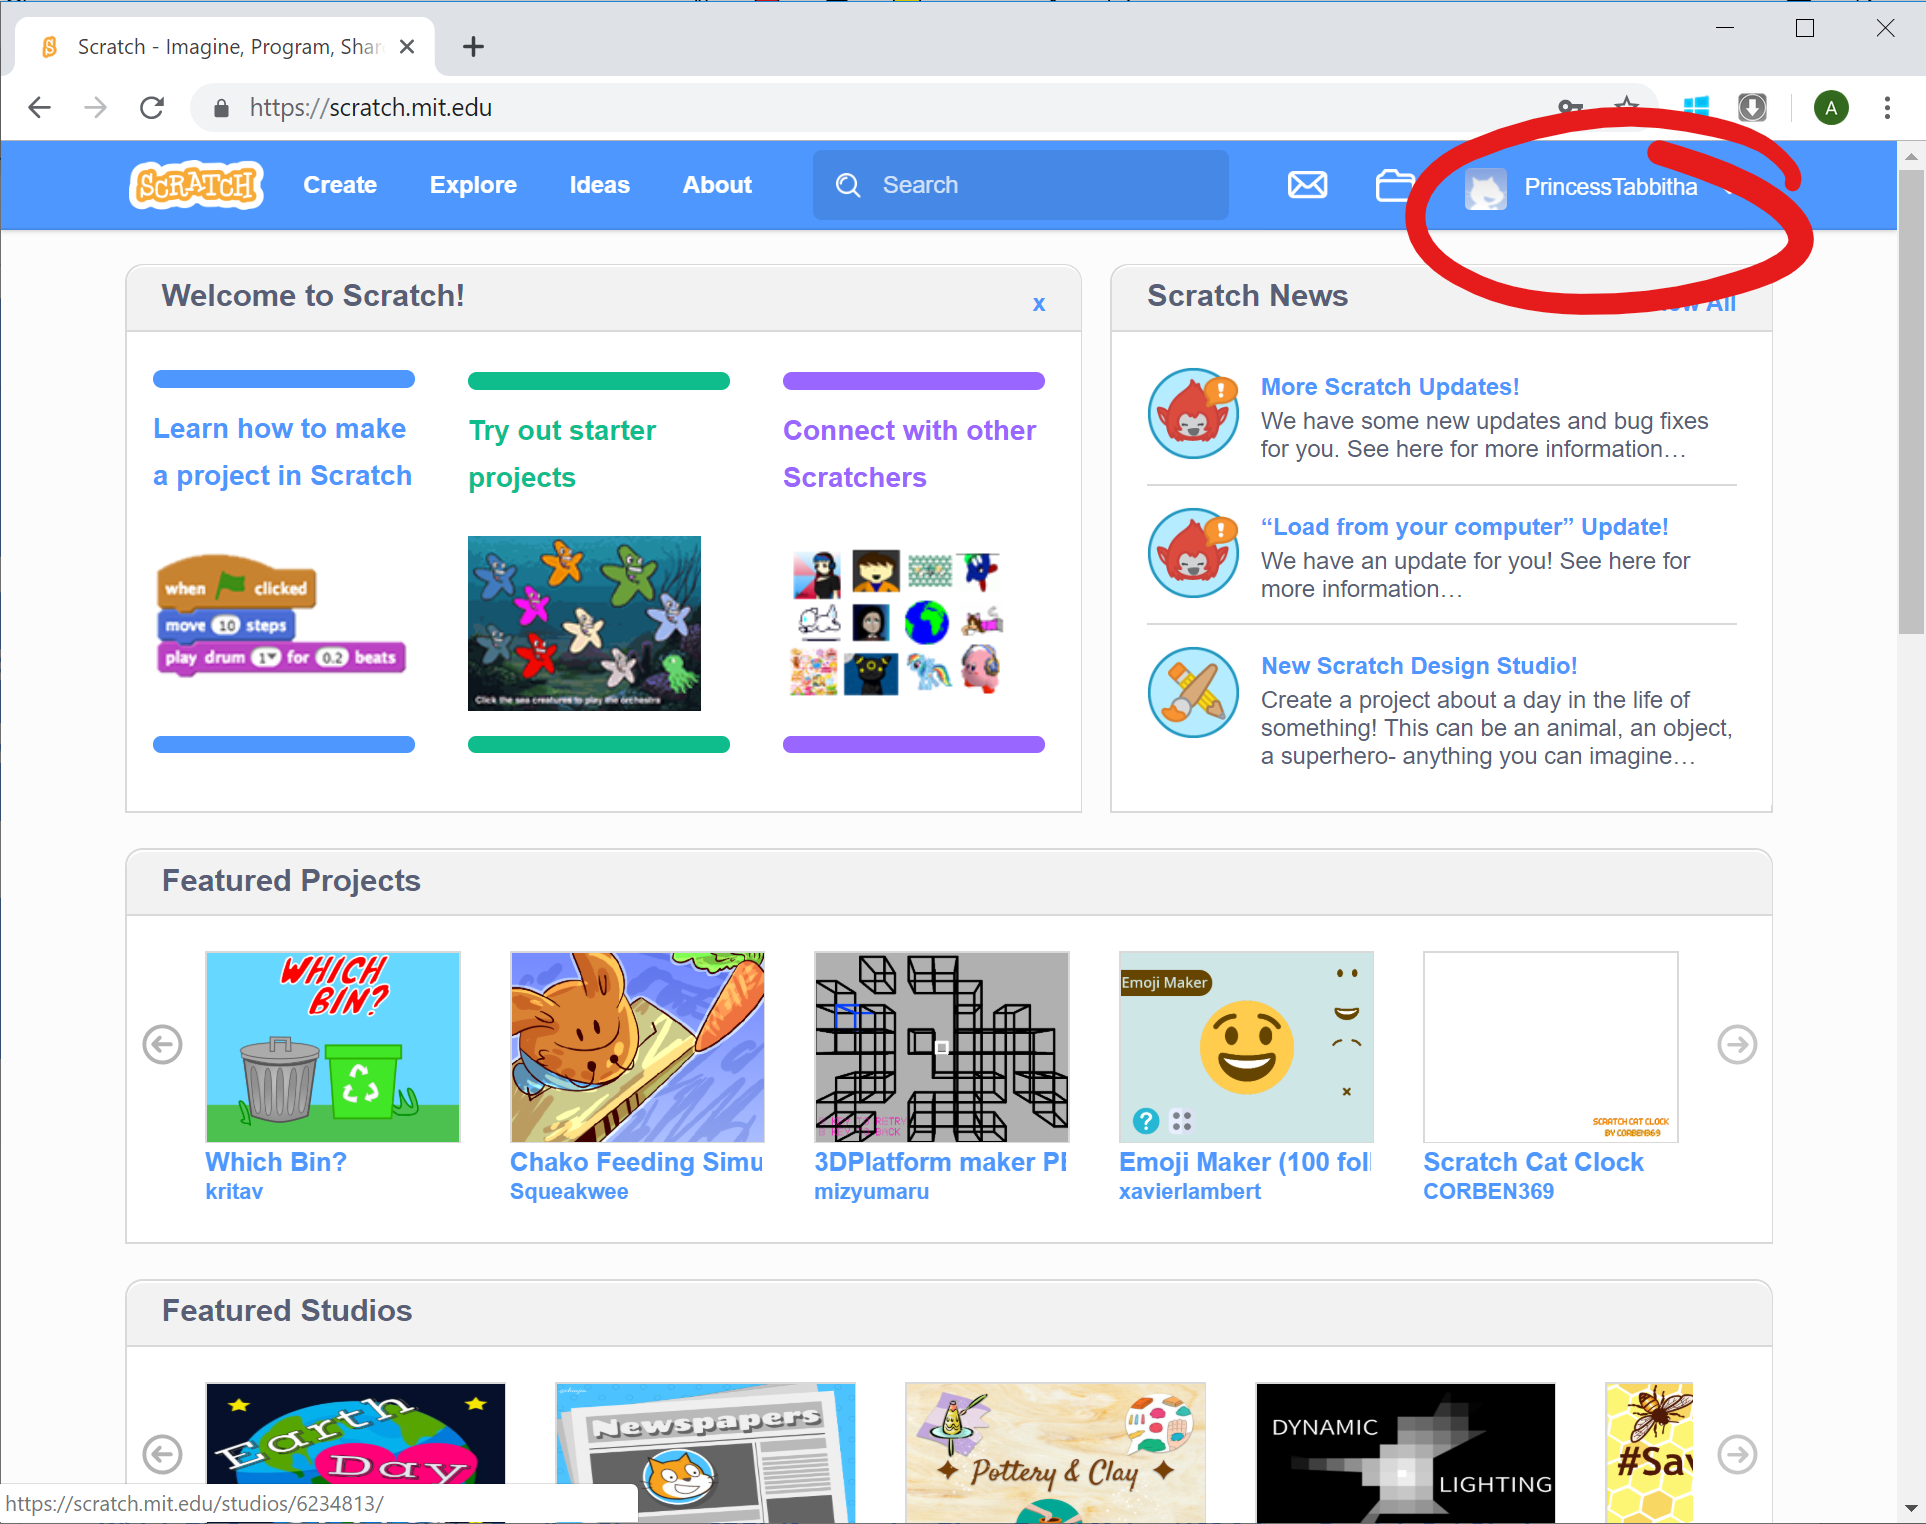 Scratch - Imagine, Program, Shar
https://scratch.mit.edu
A
SCRATCH
Create
Explore
Ideas
About
Search
PrincessTabbitha
Welcome to Scratch!
x
Learn how to make
a project in Scratch
Try out starter
projects
Connect with other
Scratchers
when clicked
move 10 steps
play drum 1 for 0.2 beats
Click the sea creatures to play the orchestra
Scratch News
All
More Scratch Updates!
We have some new updates and bug fixes
for you. See here for more information…
“Load from your computer” Update!
We have an update for you! See here for
more information…
New Scratch Design Studio!
Create a project about a day in the life of
something! This can be an animal, an object,
a superhero- anything you can imagine…
Featured Projects
WHICH
BIN?
Which Bin?
kritav
Chako Feeding Simu
Squeakwee
RETRY
BACK
3DPlatform maker PE
mizyumaru
Emoji Maker
?
Emoji Maker (100 foll
xavierlambert
SCRATCH CAT CLOCK
BY CORBEN369
Scratch Cat Clock
CORBEN369
Featured Studios
Earth
Day
Newspapers
Pottery & Clay
DYNAMIC
LIGHTING
#Sav
https://scratch.mit.edu/studios/6234813/